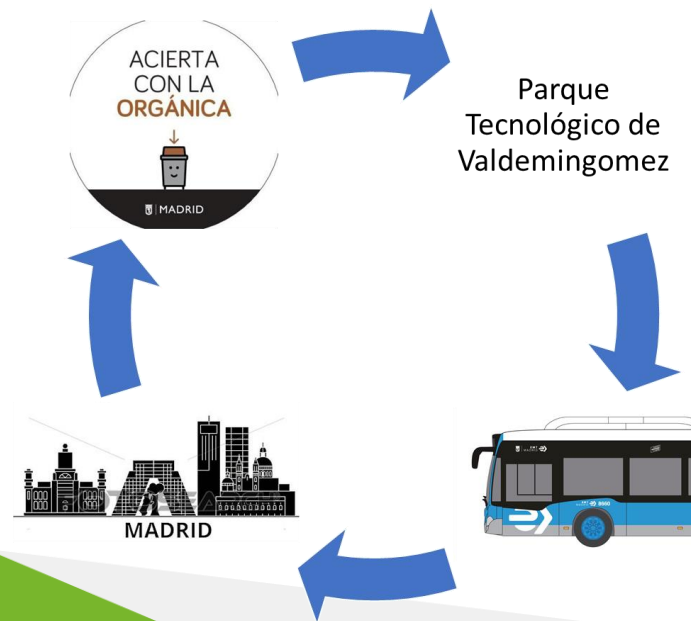 ACIERTA
CON LA
ORGÁNICA
MADRID
Parque
Tecnológico de
Valdemingomez
MADRID